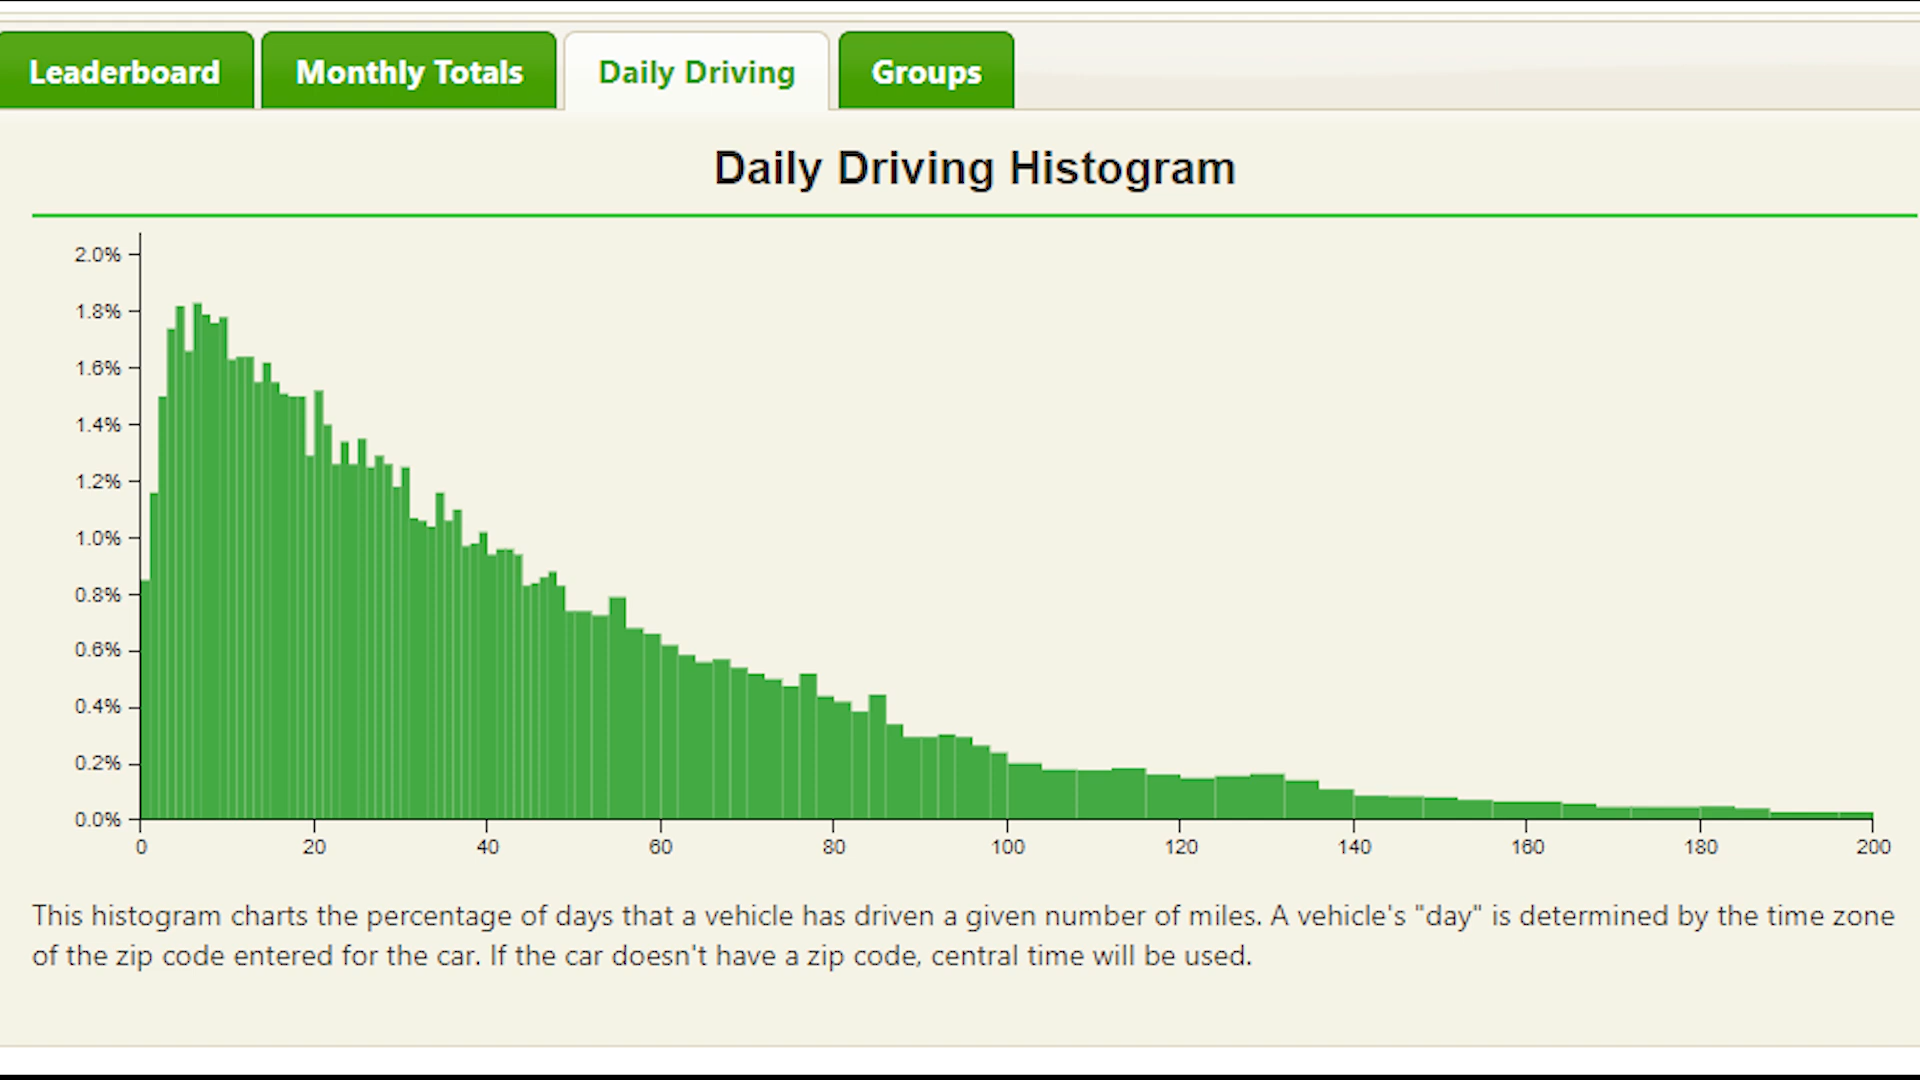 Leaderboard Monthly Totals Daily Driving Groups
Daily Driving Histogram
2.0%
1.8%
1.6%
1.4%
1.2%
1.0%
0.8%
0.6%
0.4%
0.2%
0.0%
0 20 40 60 80 100 120 140 160 180 200
This histogram charts the percentage of days that a vehicle has driven a given number of miles. A vehicle's "day" is determined by the time zone
of the zip code entered for the car. If the car doesn't have a zip code, central time will be used.